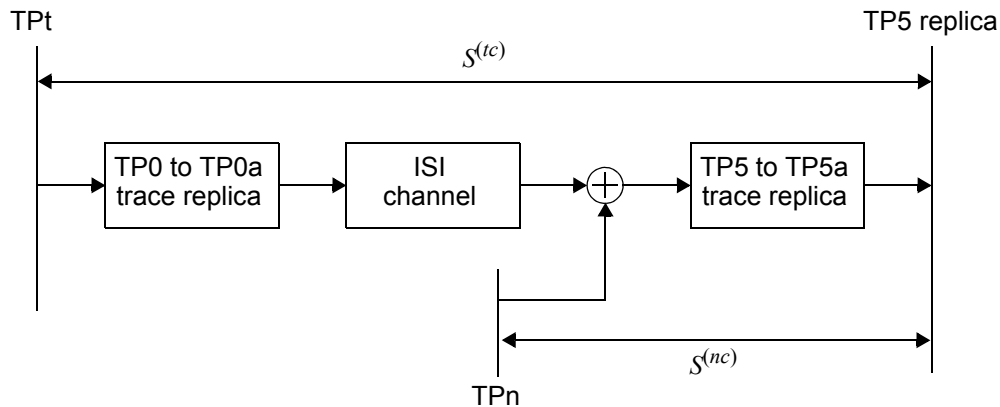 TPt
TP5 replica
S(tc)
TP0 to TP0a
trace replica
ISI
channel
TP5 to TP5a
trace replica
S(nc)
TPn